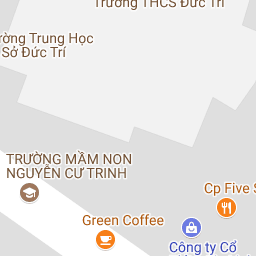 Trường THCS Đức Trí
ường Trung Học
Sở Đức Trí
TRƯỜNG MẦM NON
NGUYỄN CƯ TRINH
Cp Five S
Green Coffee
Công ty Cổ